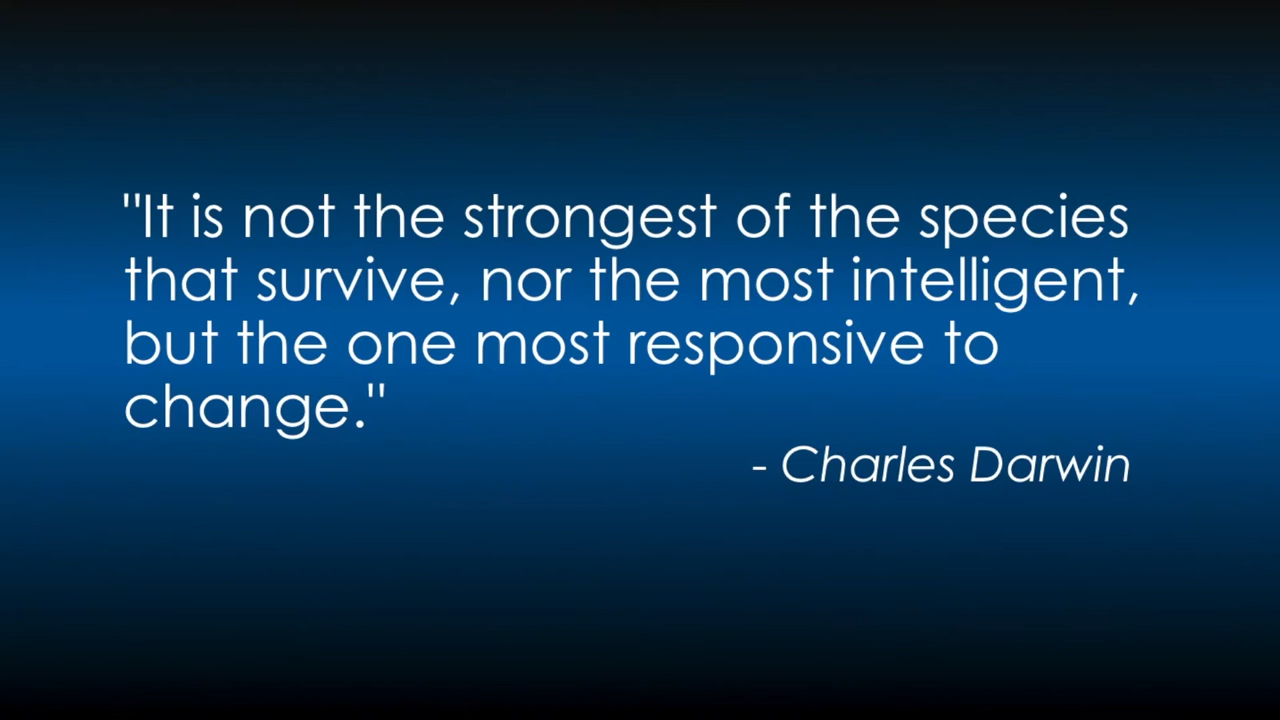 "It is not the strongest of the species
that survive, nor the most intelligent,
but the one most responsive to
change."
- Charles Darwin